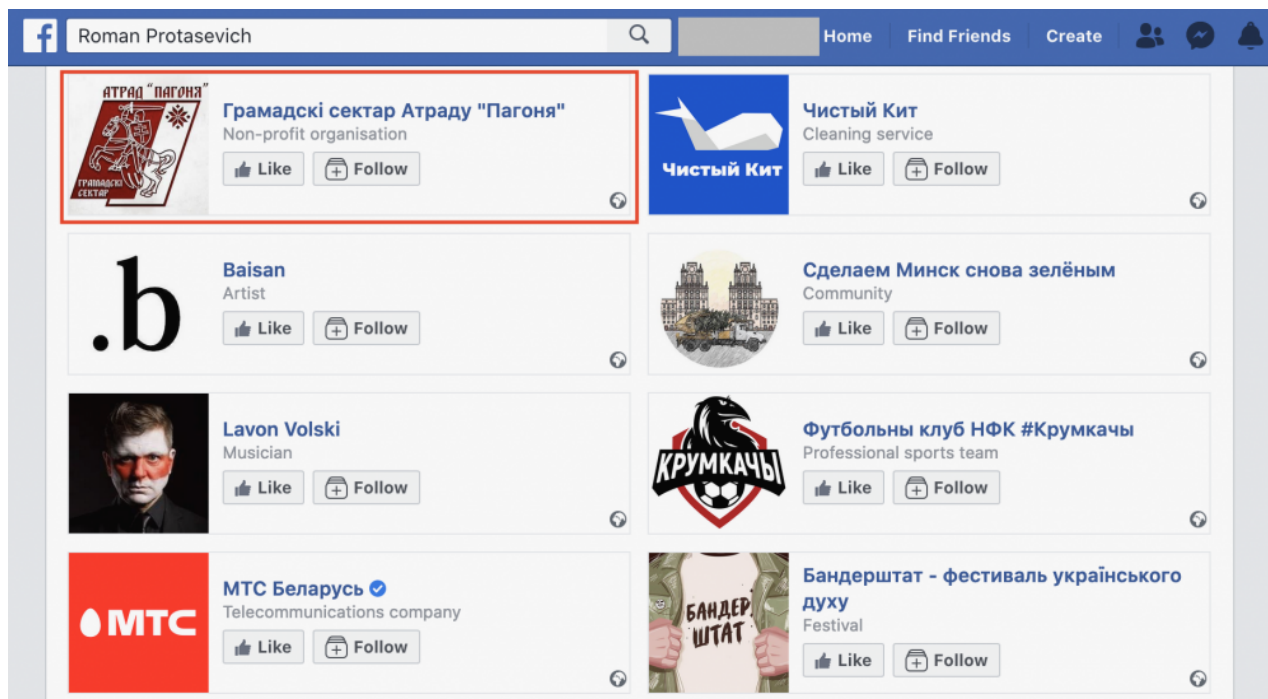 Roman Protasevich
Home
Find Friends
Create
АТРАД "ПАГОНЯ"
ГРАМАДСКІ
СЕКТАР
Грамадскі сектар Атраду "Пагоня"
Non-profit organisation
Like
Follow
Чистый Кит
Чистый Кит
Cleaning service
Like
Follow
.b
Baisan
Artist
Like
Follow
Сделаем Минск снова зелёным
Community
Like
Follow
Lavon Volski
Musician
Like
Follow
КРУМКАЧЫ
Футбольны клуб НФК #Крумкачы
Professional sports team
Like
Follow
МТС
МТС Беларусь
Telecommunications company
Like
Follow
БАНДЕР
ШТАТ
Бандерштат - фестиваль українського
духу
Festival
Like
Follow